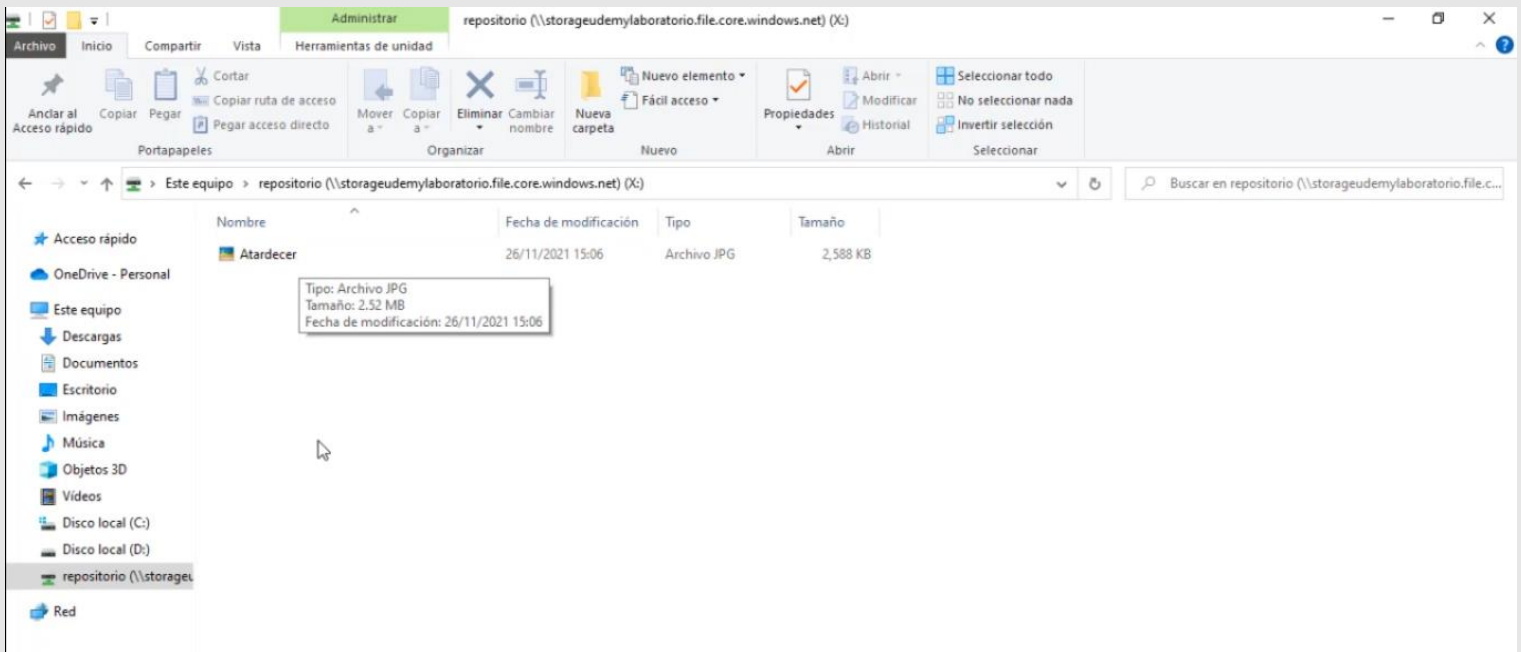 Administrar
repositorio (\\storageudemylaboratorio.file.core.windows.net) (X:)
Archivo Inicio Compartir Vista Herramientas de unidad
Anclar al Acceso rápido
Copiar
Pegar
Cortar
Copiar ruta de acceso
Pegar acceso directo
Portapapeles
Mover a
Copiar a
Eliminar
Cambiar nombre
Organizar
Nueva carpeta
Nuevo elemento
Fácil acceso
Nuevo
Propiedades
Abrir
Modificar
Historial
Abrir
Seleccionar todo
No seleccionar nada
Invertir selección
Seleccionar
Este equipo > repositorio (\\storageudemylaboratorio.file.core.windows.net) (X:)
Buscar en repositorio (\\storageudemylaboratorio.file.c...
Acceso rápido
OneDrive - Personal
Este equipo
Descargas
Documentos
Escritorio
Imágenes
Música
Objetos 3D
Vídeos
Disco local (C:)
Disco local (D:)
repositorio (\\storageu
Red
Nombre Fecha de modificación Tipo Tamaño
Atardecer 26/11/2021 15:06 Archivo JPG 2,588 KB
Tipo: Archivo JPG
Tamaño: 2.52 MB
Fecha de modificación: 26/11/2021 15:06